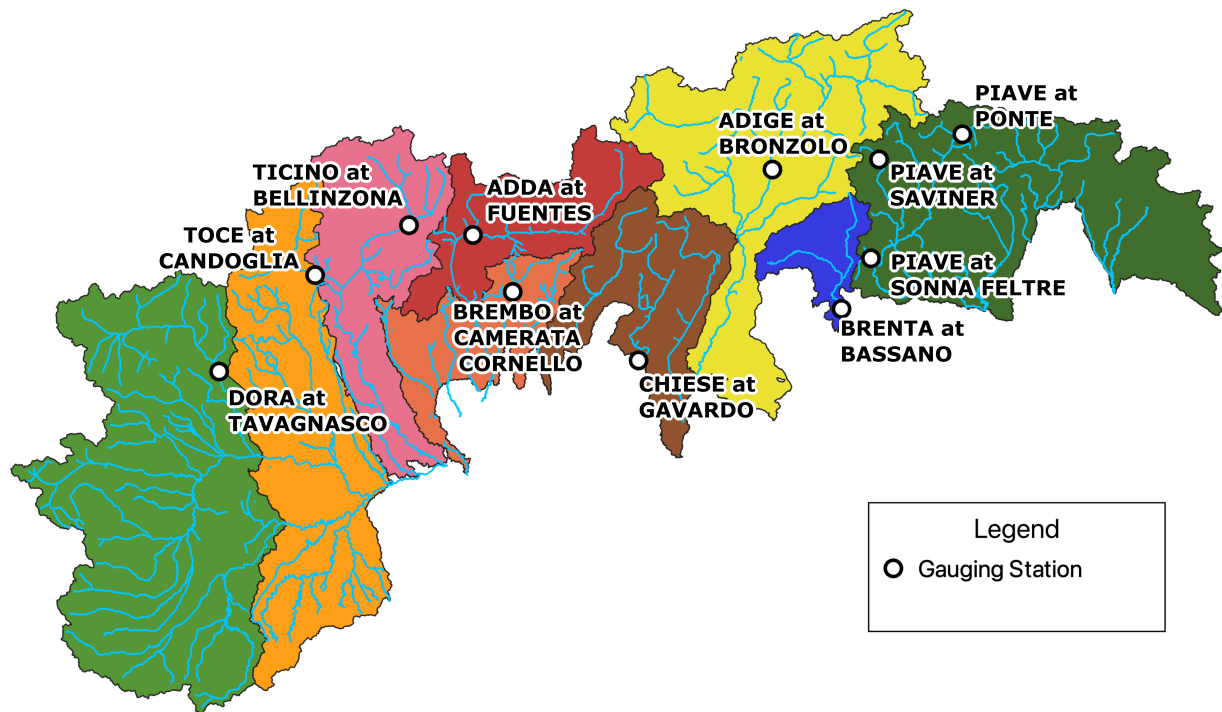 PIAVE at
PONTE
ADIGE at
BRONZOLO
PIAVE at
SAVINER
TICINO at
BELLINZONA
ADDA at
FUENTES
TOCE at
CANDOGLIA
PIAVE at
SONNA FELTRE
BREMBO at
CAMERATA
CORNELLO
BRENTA at
BASSANO
CHIESE at
GAVARDO
DORA at
TAVAGNASCO
Legend
Gauging Station